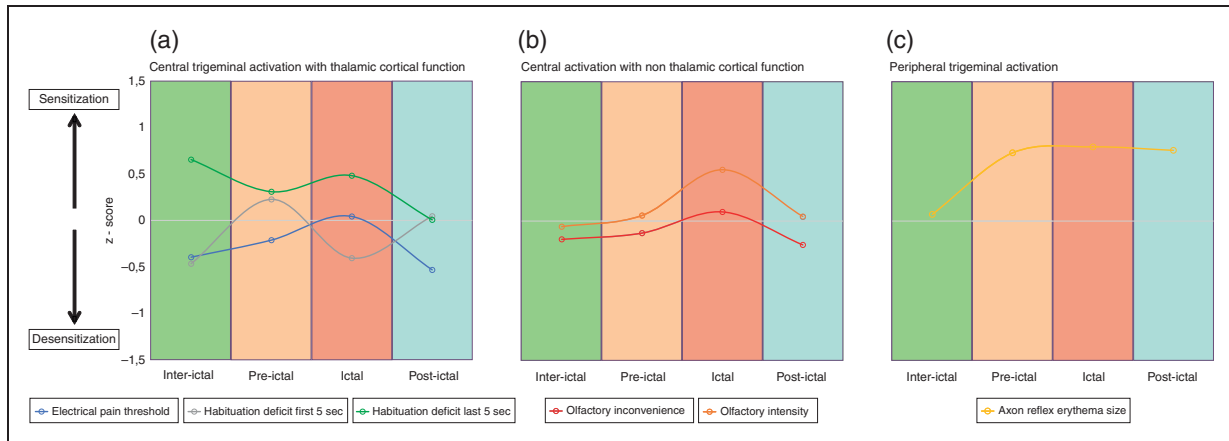 (a)
(b)
(c)
Central trigeminal activation with thalamic cortical function
Central activation with non thalamic cortical function
Peripheral trigeminal activation
Sensitization
Desensitization
z - score
1,5
1
0,5
0
−0,5
−1
−1,5
Inter-ictal Pre-ictal Ictal Post-ictal
Inter-ictal Pre-ictal Ictal Post-ictal
Inter-ictal Pre-ictal Ictal Post-ictal
Electrical pain threshold
Habituation deficit first 5 sec
Habituation deficit last 5 sec
Olfactory inconvenience
Olfactory intensity
Axon reflex erythema size